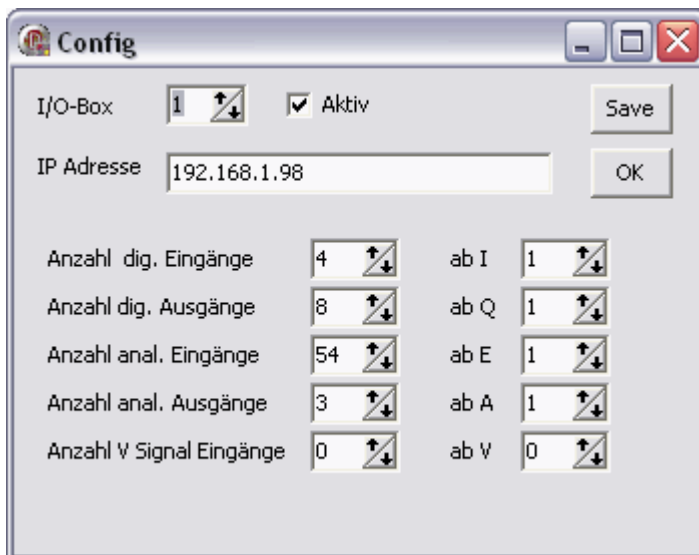 Config
I/O-Box 1 Aktiv Save
IP Adresse 192.168.1.98 OK
Anzahl dig. Eingänge 4 ab I 1
Anzahl dig. Ausgänge 8 ab Q 1
Anzahl anal. Eingänge 54 ab E 1
Anzahl anal. Ausgänge 3 ab A 1
Anzahl V Signal Eingänge 0 ab V 0